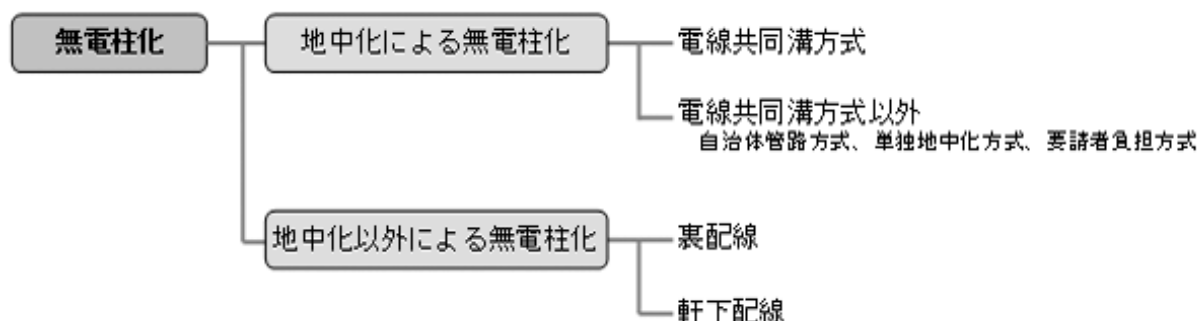 無電柱化
地中化による無電柱化
電線共同溝方式
電線共同溝方式以外
自治体管路方式、単独地中化方式、要請者負担方式
地中化以外による無電柱化
裏配線
軒下配線